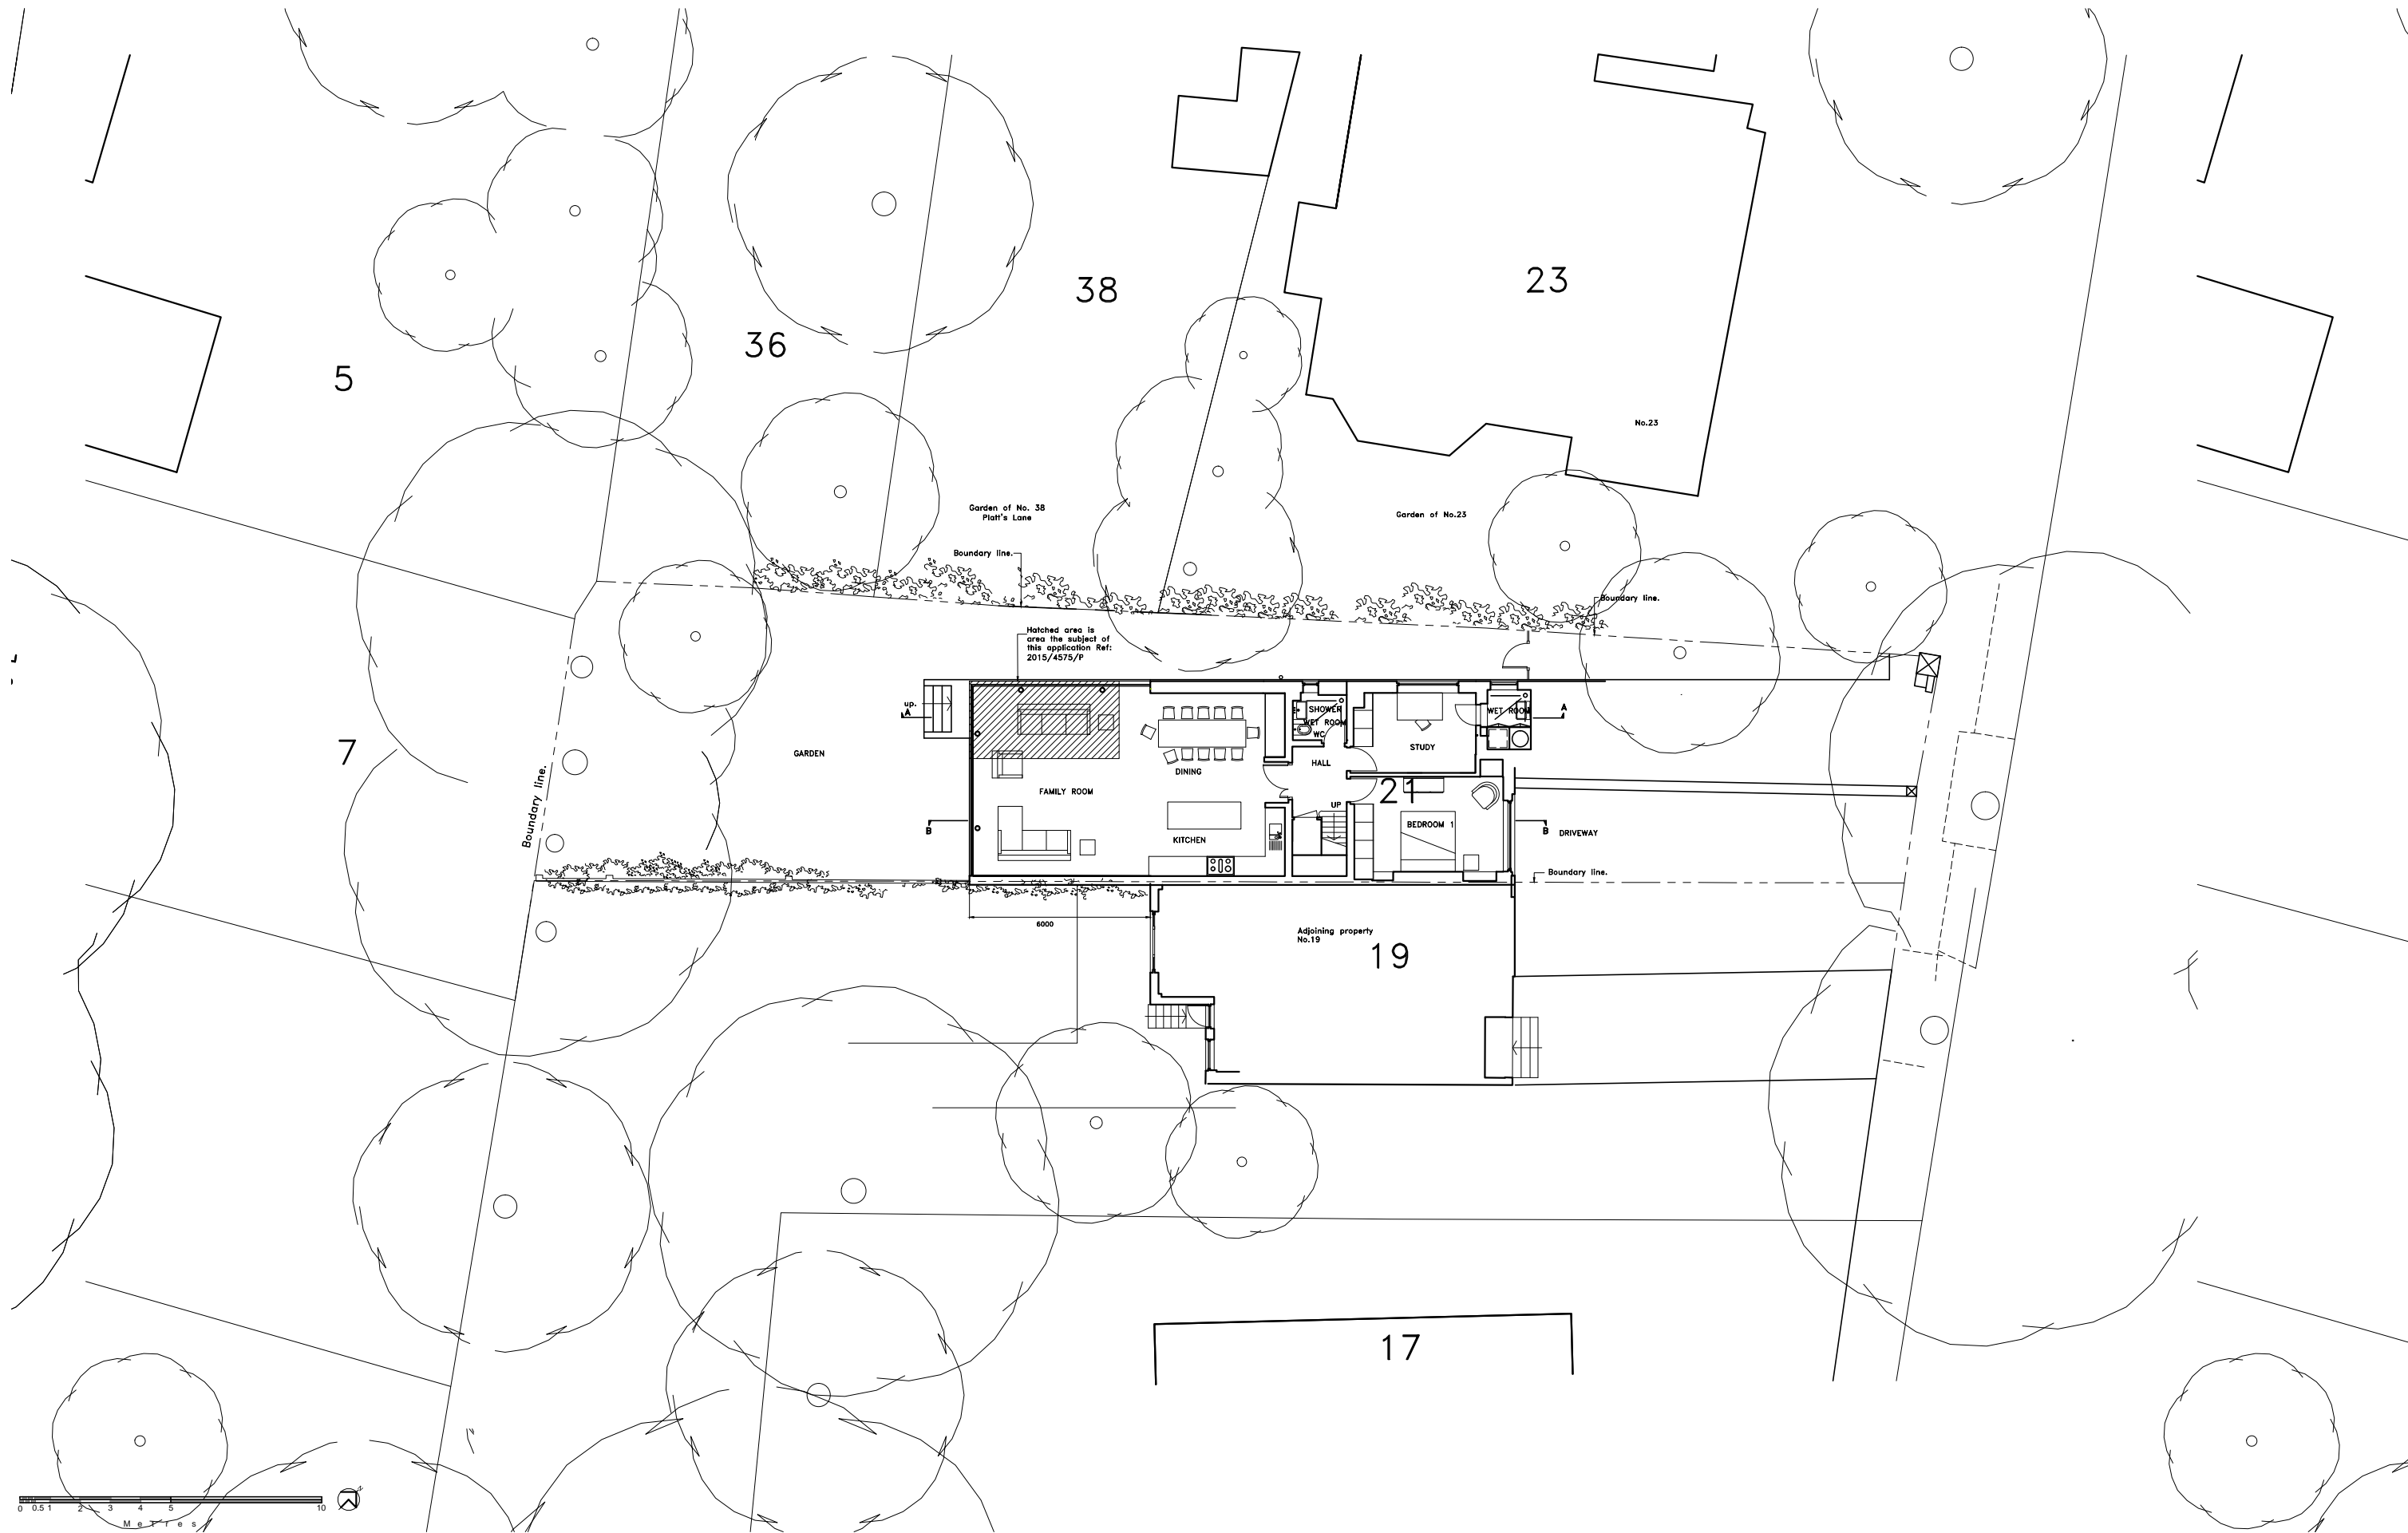 23
38
36
5
No.23
Garden of No. 38
Platt's Lane
Garden of No.23
Boundary line.
Boundary line.
Hatched area is
area the subject of
this application Ref:
2015/4575/P
up.
A
A
SHOWER
WET ROOM
WC
WET ROOM
STUDY
GARDEN
7
HALL
DINING
FAMILY ROOM
21
UP
Boundary line.
B
B
KITCHEN
BEDROOM 1
DRIVEWAY
Boundary line.
6000
Adjoining property
No.19
19
17
0 0.5 1 2 3 4 5 10
Metres